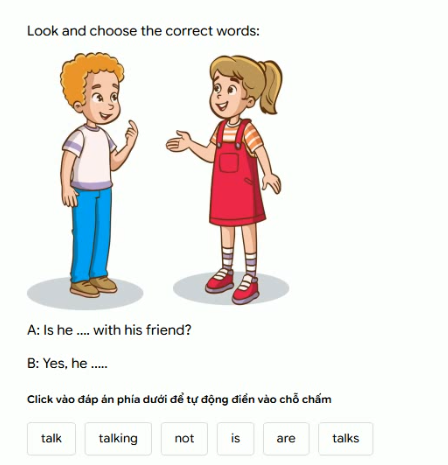 Look and choose the correct words:
A: Is he .... with his friend?
B: Yes, he .....
Click vào đáp án phía dưới để tự động điền vào chỗ chấm
talk talking not is are talks